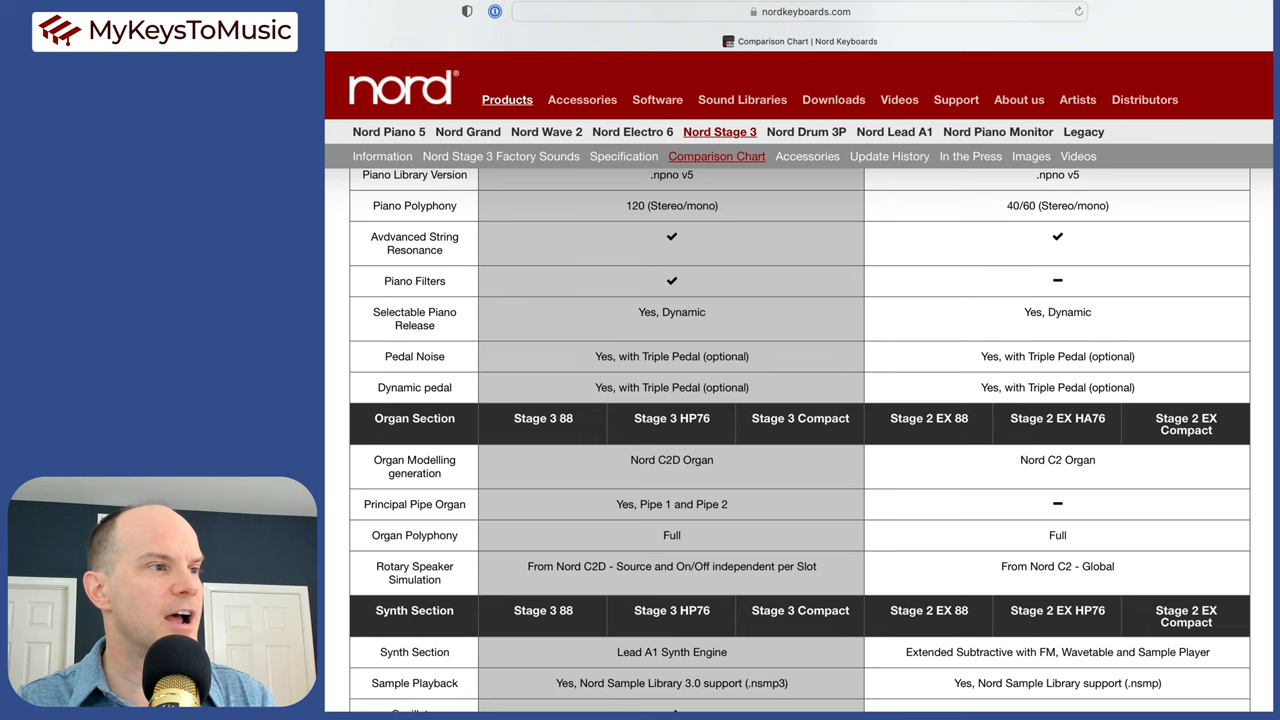 MyKeysToMusic
nordkeyboards.com
Comparison Chart | Nord Keyboards
nord®
Products Accessories Software Sound Libraries Downloads Videos Support About us Artists Distributors
Nord Piano 5 Nord Grand Nord Wave 2 Nord Electro 6 Nord Stage 3 Nord Drum 3P Nord Lead A1 Nord Piano Monitor Legacy
Information Nord Stage 3 Factory Sounds Specification Comparison Chart Accessories Update History In the Press Images Videos
Piano Library Version .npno v5 .npno v5
Piano Polyphony 120 (Stereo/mono) 40/60 (Stereo/mono)
Avdvanced String
Resonance ✔ ✔
Piano Filters ✔ –
Selectable Piano
Release
Yes, Dynamic Yes, Dynamic
Pedal Noise Yes, with Triple Pedal (optional) Yes, with Triple Pedal (optional)
Dynamic pedal Yes, with Triple Pedal (optional) Yes, with Triple Pedal (optional)
Organ Section Stage 3 88 Stage 3 HP76 Stage 3 Compact Stage 2 EX 88 Stage 2 EX HA76 Stage 2 EX
Compact
Organ Modelling
generation
Nord C2D Organ Nord C2 Organ
Principal Pipe Organ Yes, Pipe 1 and Pipe 2 –
Organ Polyphony Full Full
Rotary Speaker
Simulation
From Nord C2D - Source and On/Off independent per Slot From Nord C2 - Global
Synth Section Stage 3 88 Stage 3 HP76 Stage 3 Compact Stage 2 EX 88 Stage 2 EX HP76 Stage 2 EX
Compact
Synth Section Lead A1 Synth Engine Extended Subtractive with FM, Wavetable and Sample Player
Sample Playback Yes, Nord Sample Library 3.0 support (.nsmp3) Yes, Nord Sample Library support (.nsmp)